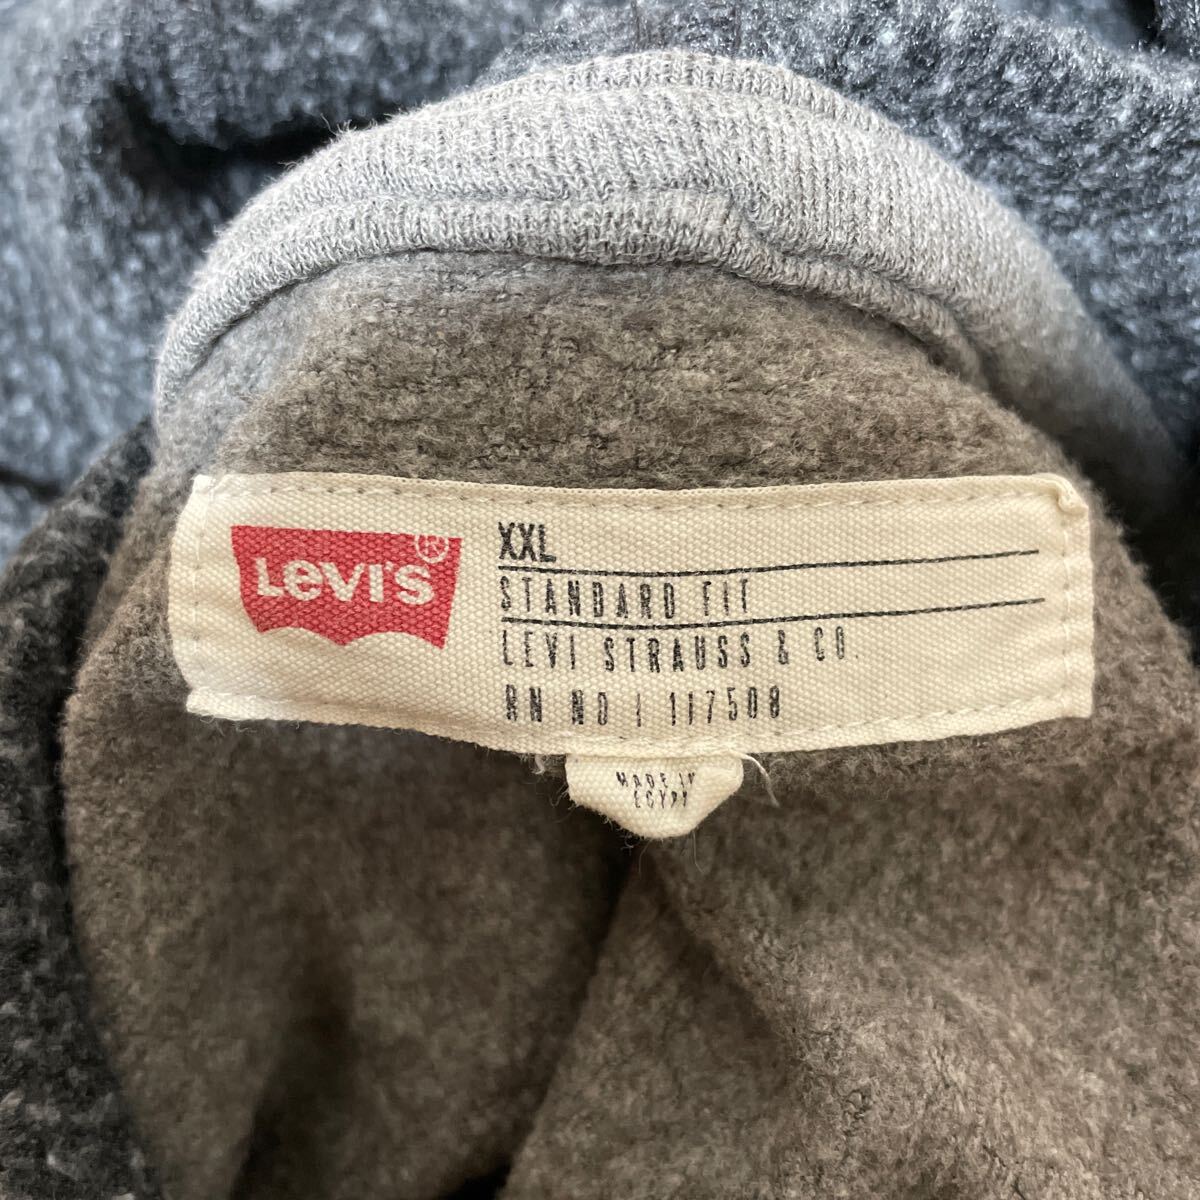 LEVI'S ®
XXL
STANDARD FIT
LEVI STRAUSS & CO.
RN NO | 117508
MADE IN
EGYPT